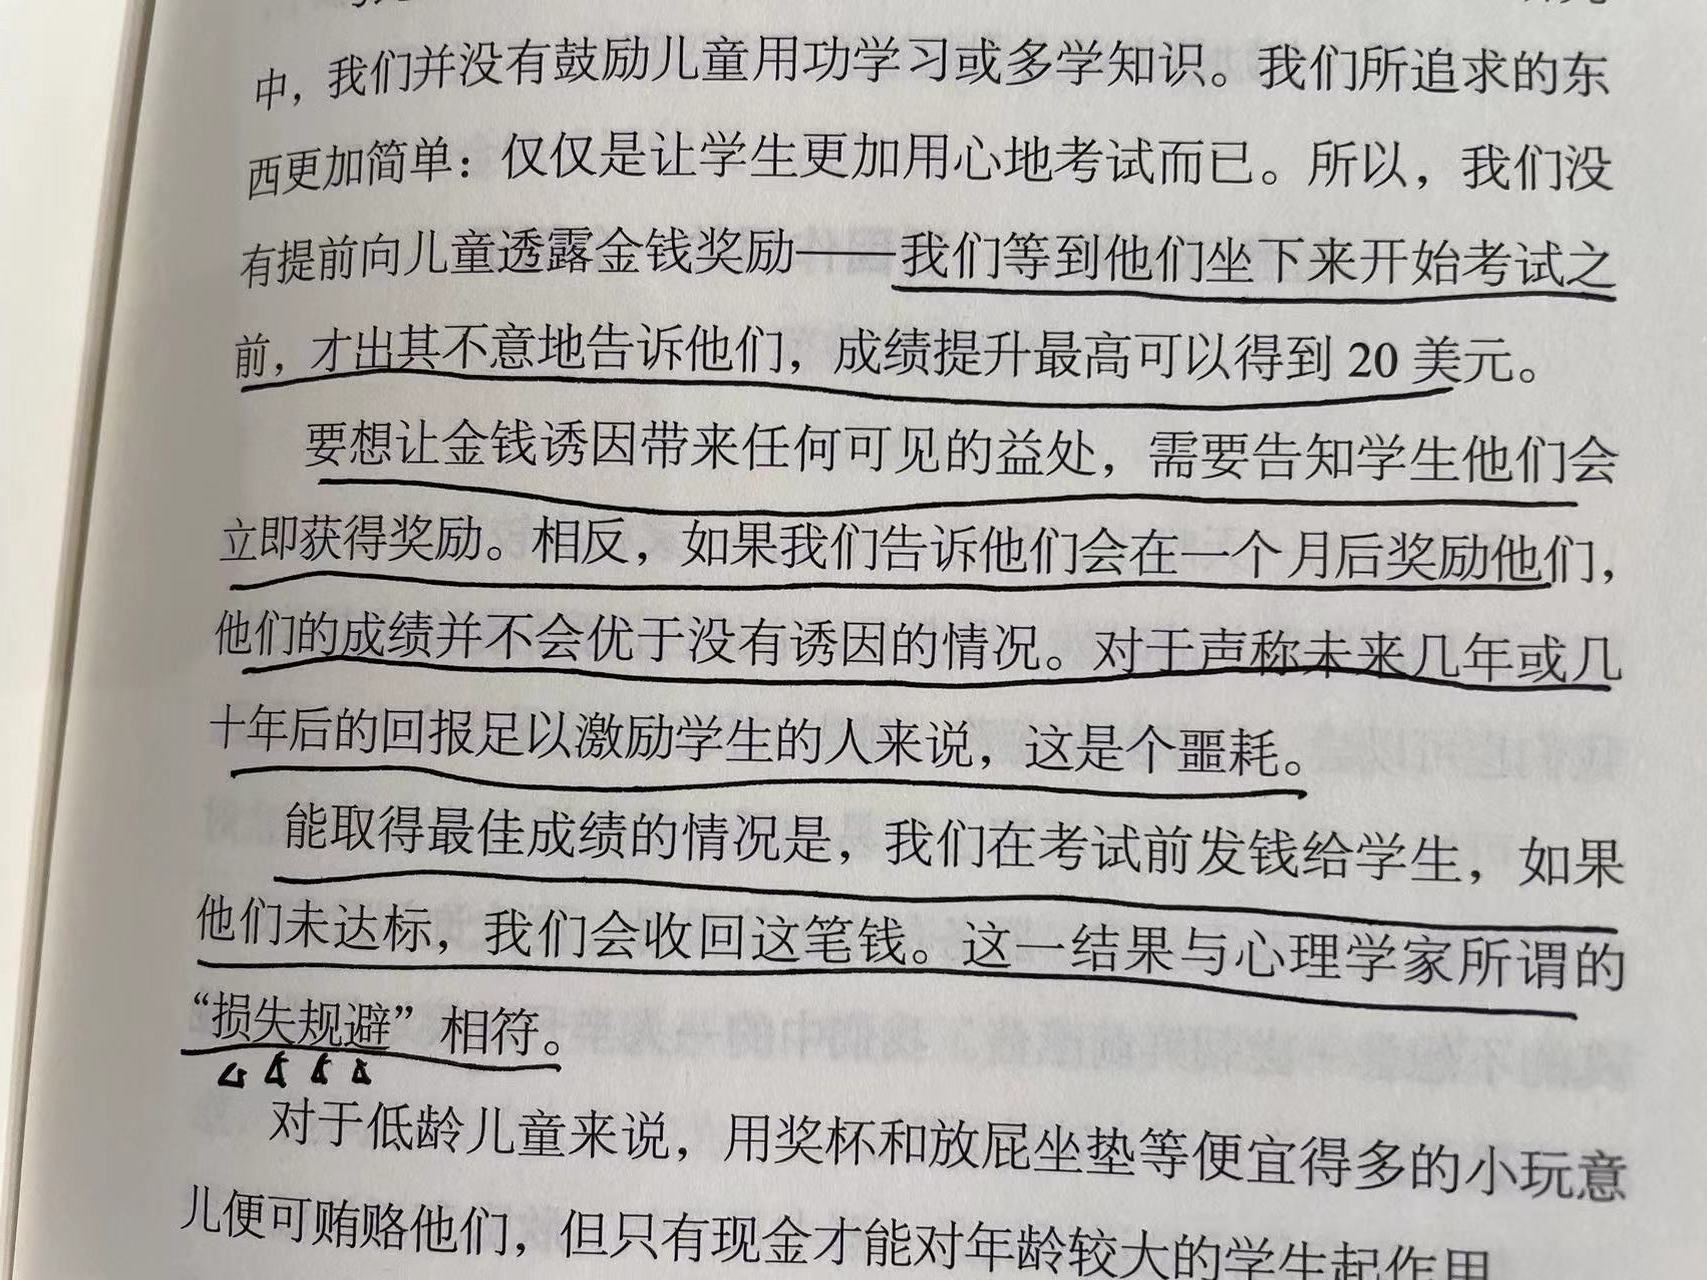 中，我们并没有鼓励儿童用功学习或多学知识。我们所追求的东
西更加简单：仅仅是让学生更加用心地考试而已。所以，我们没
有提前向儿童透露金钱奖励——我们等到他们坐下来开始考试之
前，才出其不意地告诉他们，成绩提升最高可以得到 20 美元。
要想让金钱诱因带来任何可见的益处，需要告知学生他们会
立即获得奖励。相反，如果我们告诉他们会在一个月后奖励他们，
他们的成绩并不会优于没有诱因的情况。对于声称未来几年或几
十年后的回报足以激励学生的人来说，这是个噩耗。
能取得最佳成绩的情况是，我们在考试前发钱给学生，如果
他们未达标，我们会收回这笔钱。这一结果与心理学家所谓的
“损失规避”相符。
对于低龄儿童来说，用奖杯和放屁坐垫等便宜得多的小玩意
儿便可贿赂他们，但只有现金才能对年龄较大的学生起作用